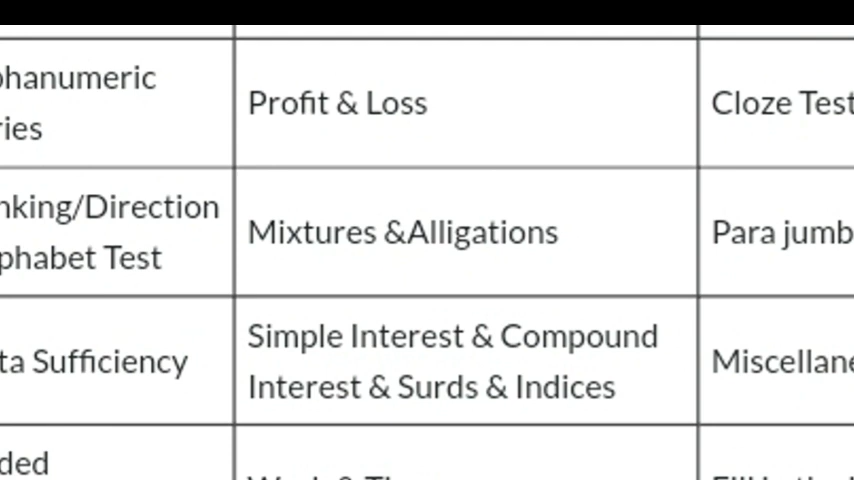 phanumeric
ries
Profit & Loss
Cloze Test
nking/Direction
phabet Test
Mixtures &Alligations
Para jumb
ta Sufficiency
Simple Interest & Compound
Interest & Surds & Indices
Miscellane
ded